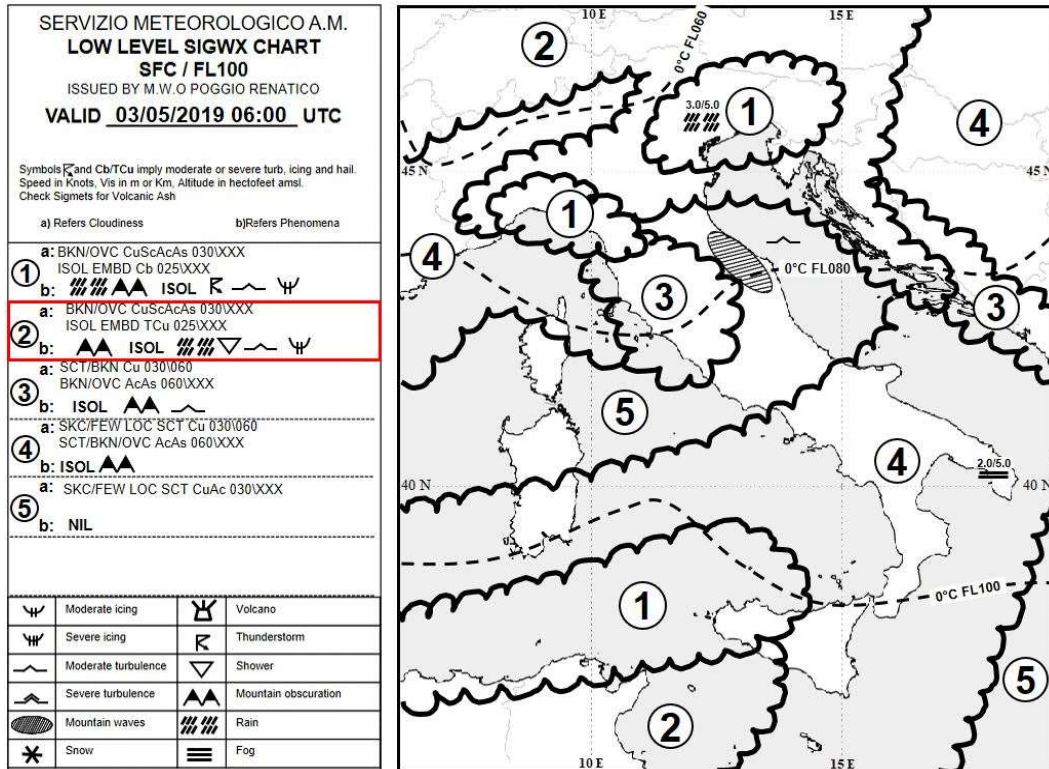 SERVIZIO METEOROLOGICO A.M.
LOW LEVEL SIGWX CHART
SFC / FL100
ISSUED BY M.W.O POGGIO RENATICO
VALID 03/05/2019 06:00 UTC
Symbols and Cb/TCu imply moderate or severe turb, icing and hail.
Speed in Knots, Vis in m or Km, Altitude in hectofeet amsl.
Check Sigmets for Volcanic Ash
a) Refers Cloudiness b)Refers Phenomena
1
a: BKN/OVC CuScAcAs 030\XXX
ISOL EMBD Cb 025\XXX
b: ISOL
2
a: BKN/OVC CuScAcAs 030\XXX
ISOL EMBD TCu 025\XXX
b: ISOL
3
a: SCT/BKN Cu 030\060
BKN/OVC AcAs 060\XXX
b: ISOL
4
a: SKC/FEW LOC SCT Cu 030\060
SCT/BKN/OVC AcAs 060\XXX
b: ISOL
5
a: SKC/FEW LOC SCT CuAc 030\XXX
b: NIL
Moderate icing Volcano
Severe icing Thunderstorm
Moderate turbulence Shower
Severe turbulence Mountain obscuration
Mountain waves Rain
Snow Fog
10 E 15 E
2
0°C FL060
3.0/5.0
1
4
45 N 45 N
1
4
0°C FL080
3
3
5
4
2.0/5.0
40 N 40 N
1
0°C FL100
5
2
10 E 15 E